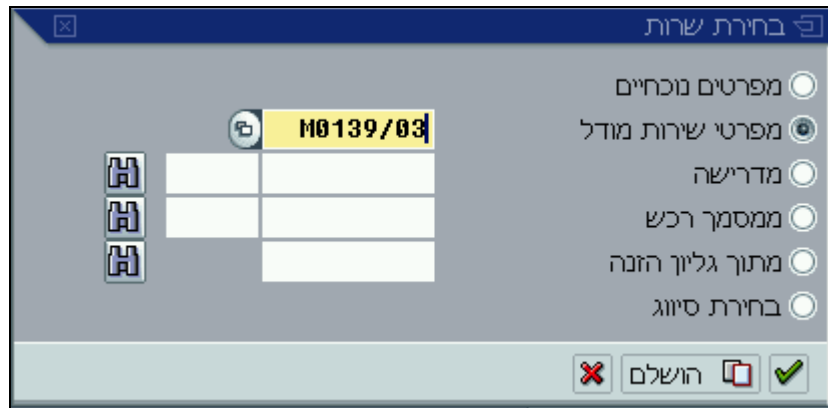 בחירת שרות
מפרטים נוכחיים
מפרטי שירות מודל M0139/03
מדרישה
ממסמך רכש
מתוך גליון הזנה
בחירת סיווג
הושלם